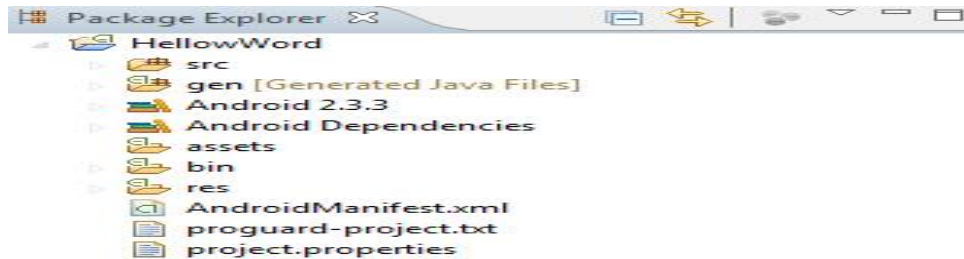 Package Explorer
HellowWord
src
gen [Generated Java Files]
Android 2.3.3
Android Dependencies
assets
bin
res
AndroidManifest.xml
proguard-project.txt
project.properties